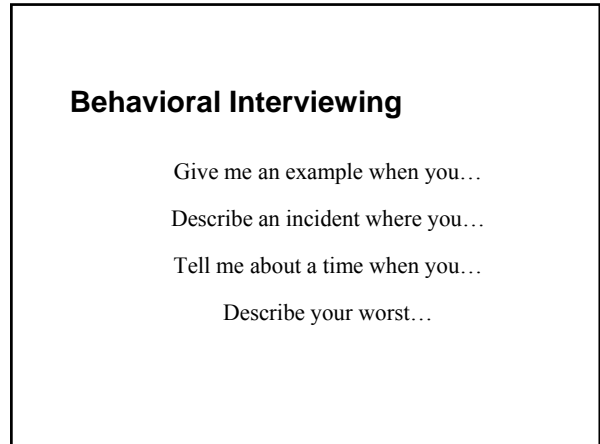 Behavioral Interviewing
Give me an example when you…
Describe an incident where you…
Tell me about a time when you…
Describe your worst…